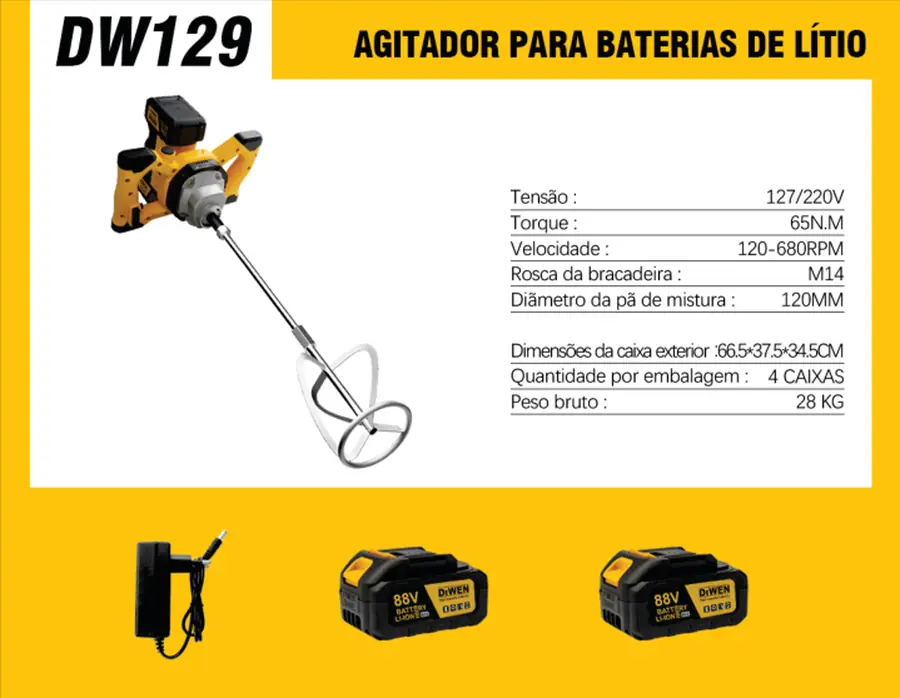 DW129
AGITADOR PARA BATERIAS DE LÍTIO
Tensão : 127/220V
Torque : 65N.M
Velocidade : 120-680RPM
Rosca da bracadeira : M14
Diãmetro da pã de mistura : 120MM
Dimensões da caixa exterior :66.5*37.5*34.5CM
Quantidade por embalagem : 4 CAIXAS
Peso bruto : 28 KG
88V
BATTERY
LI-ION
DIWEN
88V
BATTERY
LI-ION
DIWEN